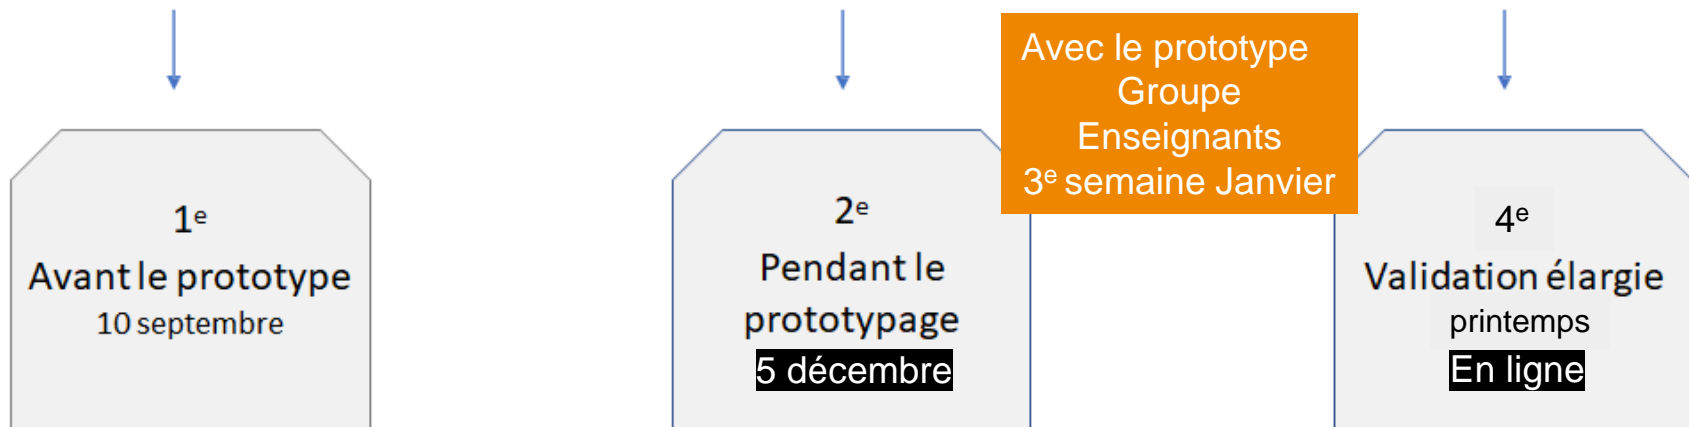 1e
Avant le prototype
10 septembre
2e
Pendant le
prototypage
5 décembre
Avec le prototype
Groupe
Enseignants
3e semaine Janvier
4e
Validation élargie
printemps
En ligne